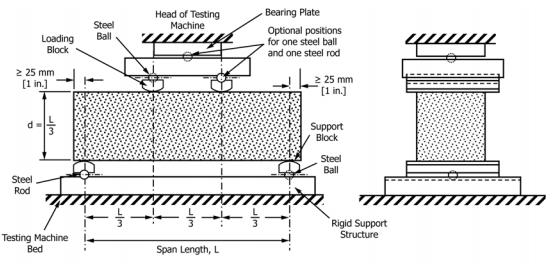 Head of Testing
Machine
Bearing Plate
Steel
Ball
Optional positions
for one steel ball
and one steel rod
Loading
Block
≥ 25 mm
[1 in.]
≥ 25 mm
[1 in.]
d = L/3
Support
Block
Steel
Ball
Steel
Rod
L/3
L/3
L/3
Rigid Support
Structure
Testing Machine
Bed
Span Length, L